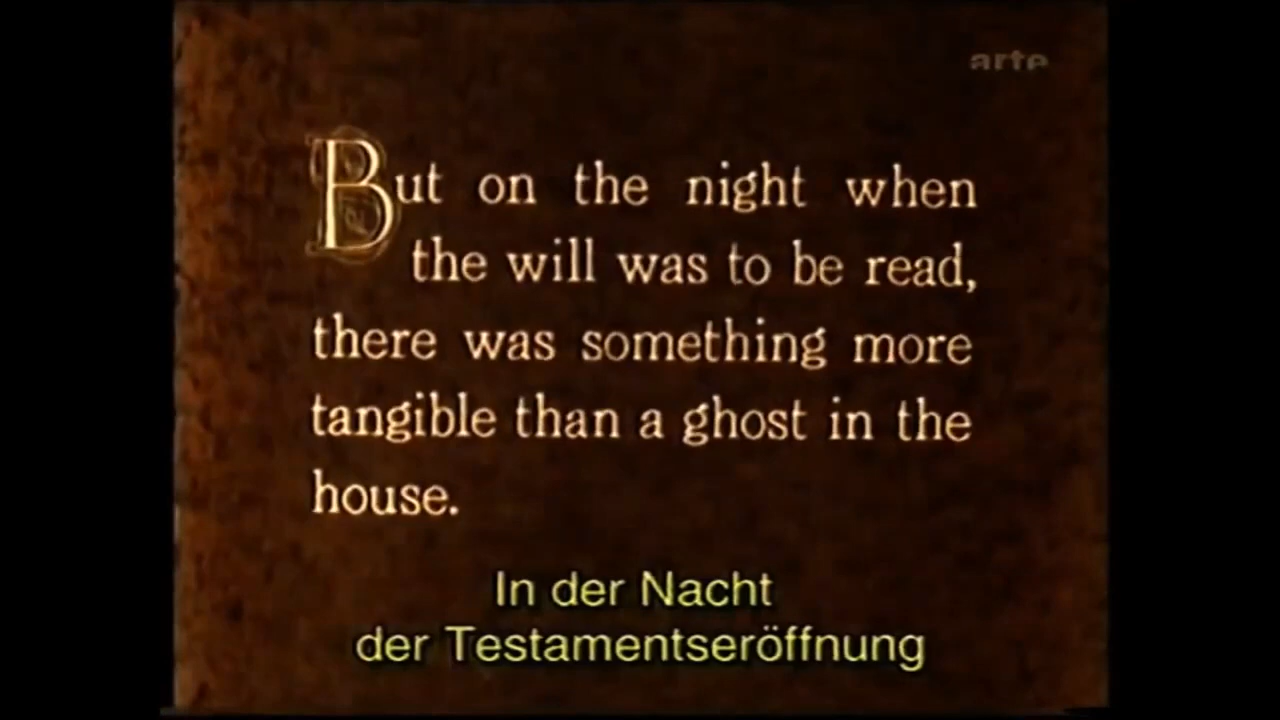 arte
But on the night when
the will was to be read,
there was something more
tangible than a ghost in the
house.
In der Nacht
der Testamentseröffnung